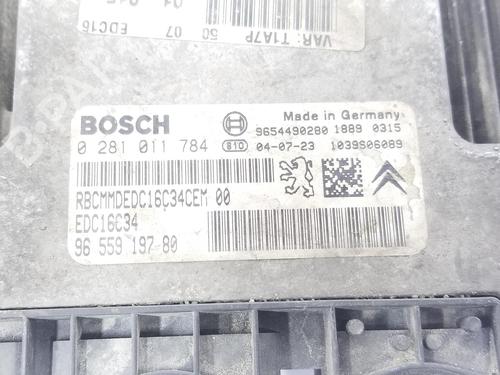 EDC16 07 50 VAR: T1A7P
BOSCH
0 281 011 784
Made in Germany
9654490280 1889 0315
810 04-07-23 1039S06089
RBCMMDEDC16C34CEM 00
EDC16C34
96 559 197 80